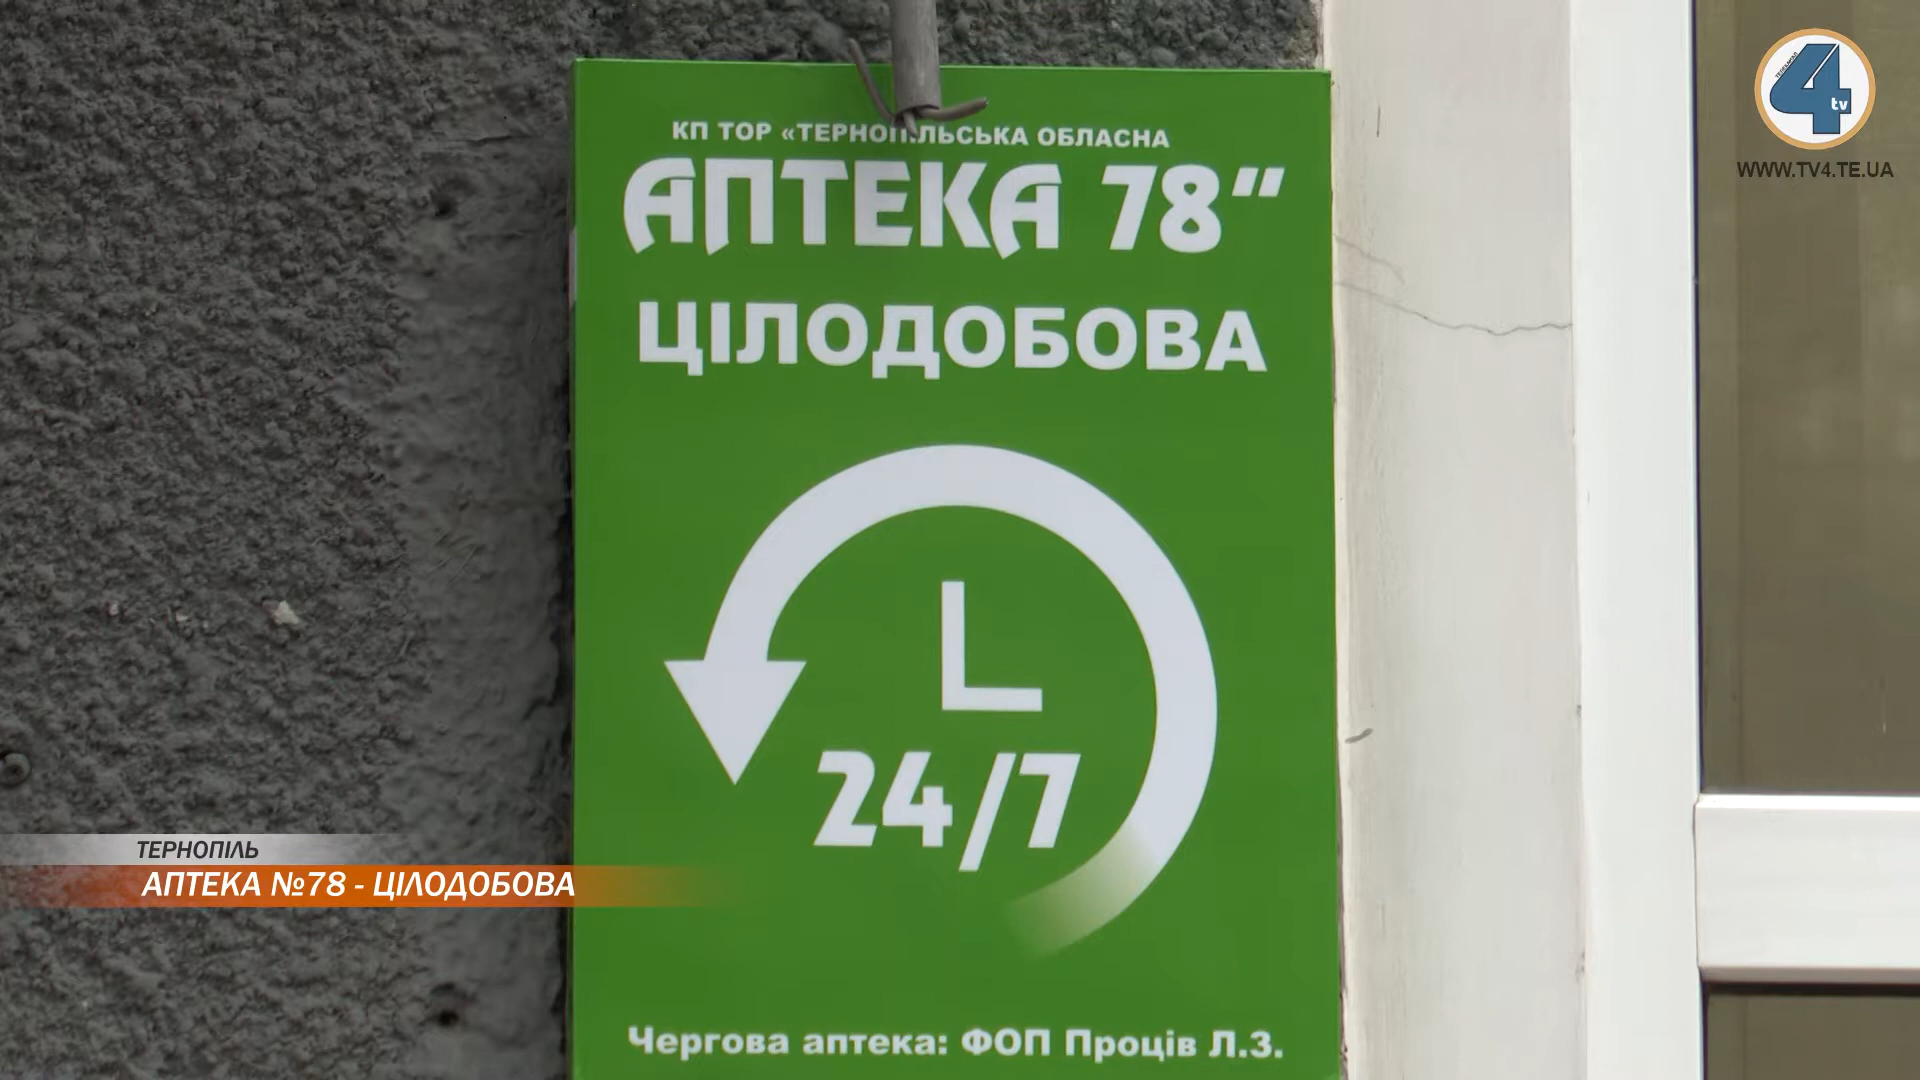 КП ТОР «ТЕРНОПІЛЬСЬКА ОБЛАСНА
АПТЕКА 78“
ЦІЛОДОБОВА
24/7
Чергова аптека: ФОП Проців Л.З.
ТЕРНОПІЛЬ
АПТЕКА №78 - ЦІЛОДОБОВА
4
tv
WWW.TV4.TE.UA